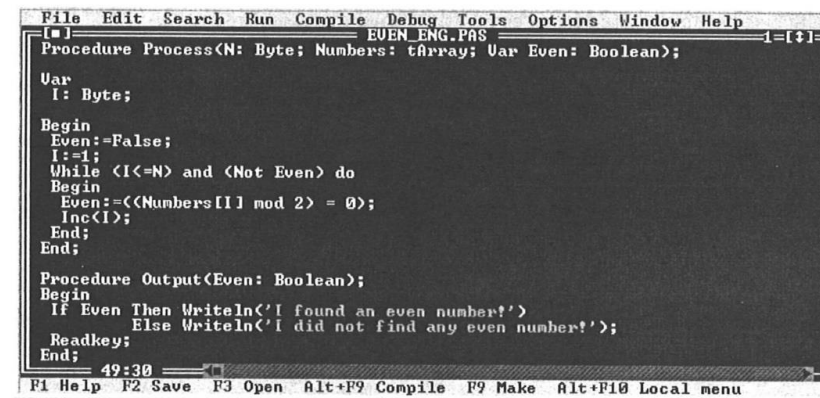 File Edit Search Run Compile Debug Tools Options Window Help
[■] EVEN_ENG.PAS 1=[↕]
Procedure Process(N: Byte; Numbers: tArray; Var Even: Boolean);
Var
I: Byte;
Begin
Even:=False;
I:=1;
While (I<=N) and (Not Even) do
Begin
Even:=((Numbers[I] mod 2) = 0);
Inc(I);
End;
End;
Procedure Output(Even: Boolean);
Begin
If Even Then Writeln('I found an even number!')
Else Writeln('I did not find any even number!');
Readkey;
End;
49:30
F1 Help F2 Save F3 Open Alt+F9 Compile F9 Make Alt+F10 Local menu